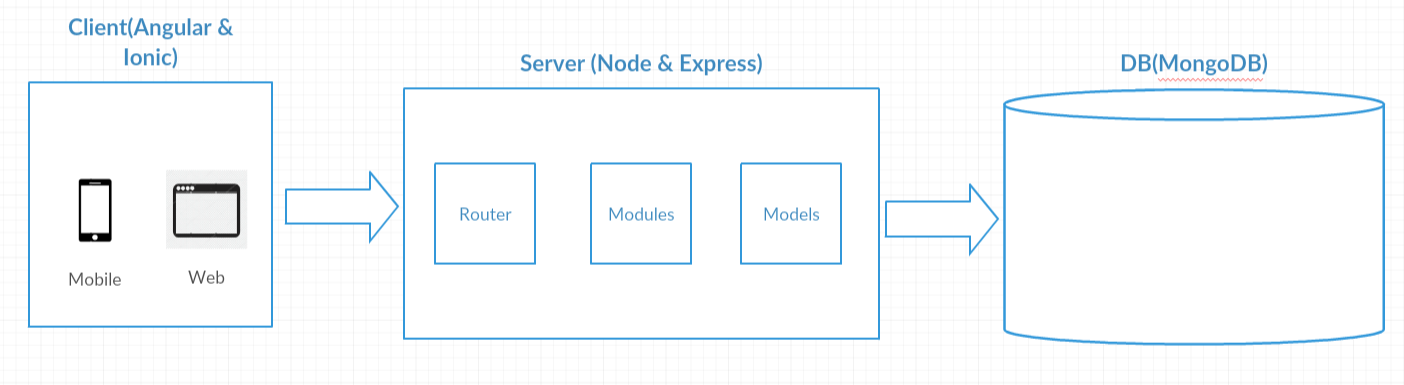 Client(Angular &
Ionic)
Server (Node & Express)
DB(MongoDB)
Router
Modules
Models
Mobile
Web